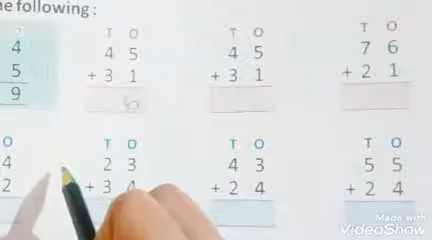 e following :
T O T O T O
4 4 5 4 5 7 6
5 + 3 1 + 3 1 + 2 1
9 6
O T O T O T O
4 2 3 4 3 5 5
2 + 3 4 + 2 4 + 2 4
Made with
VideoShow